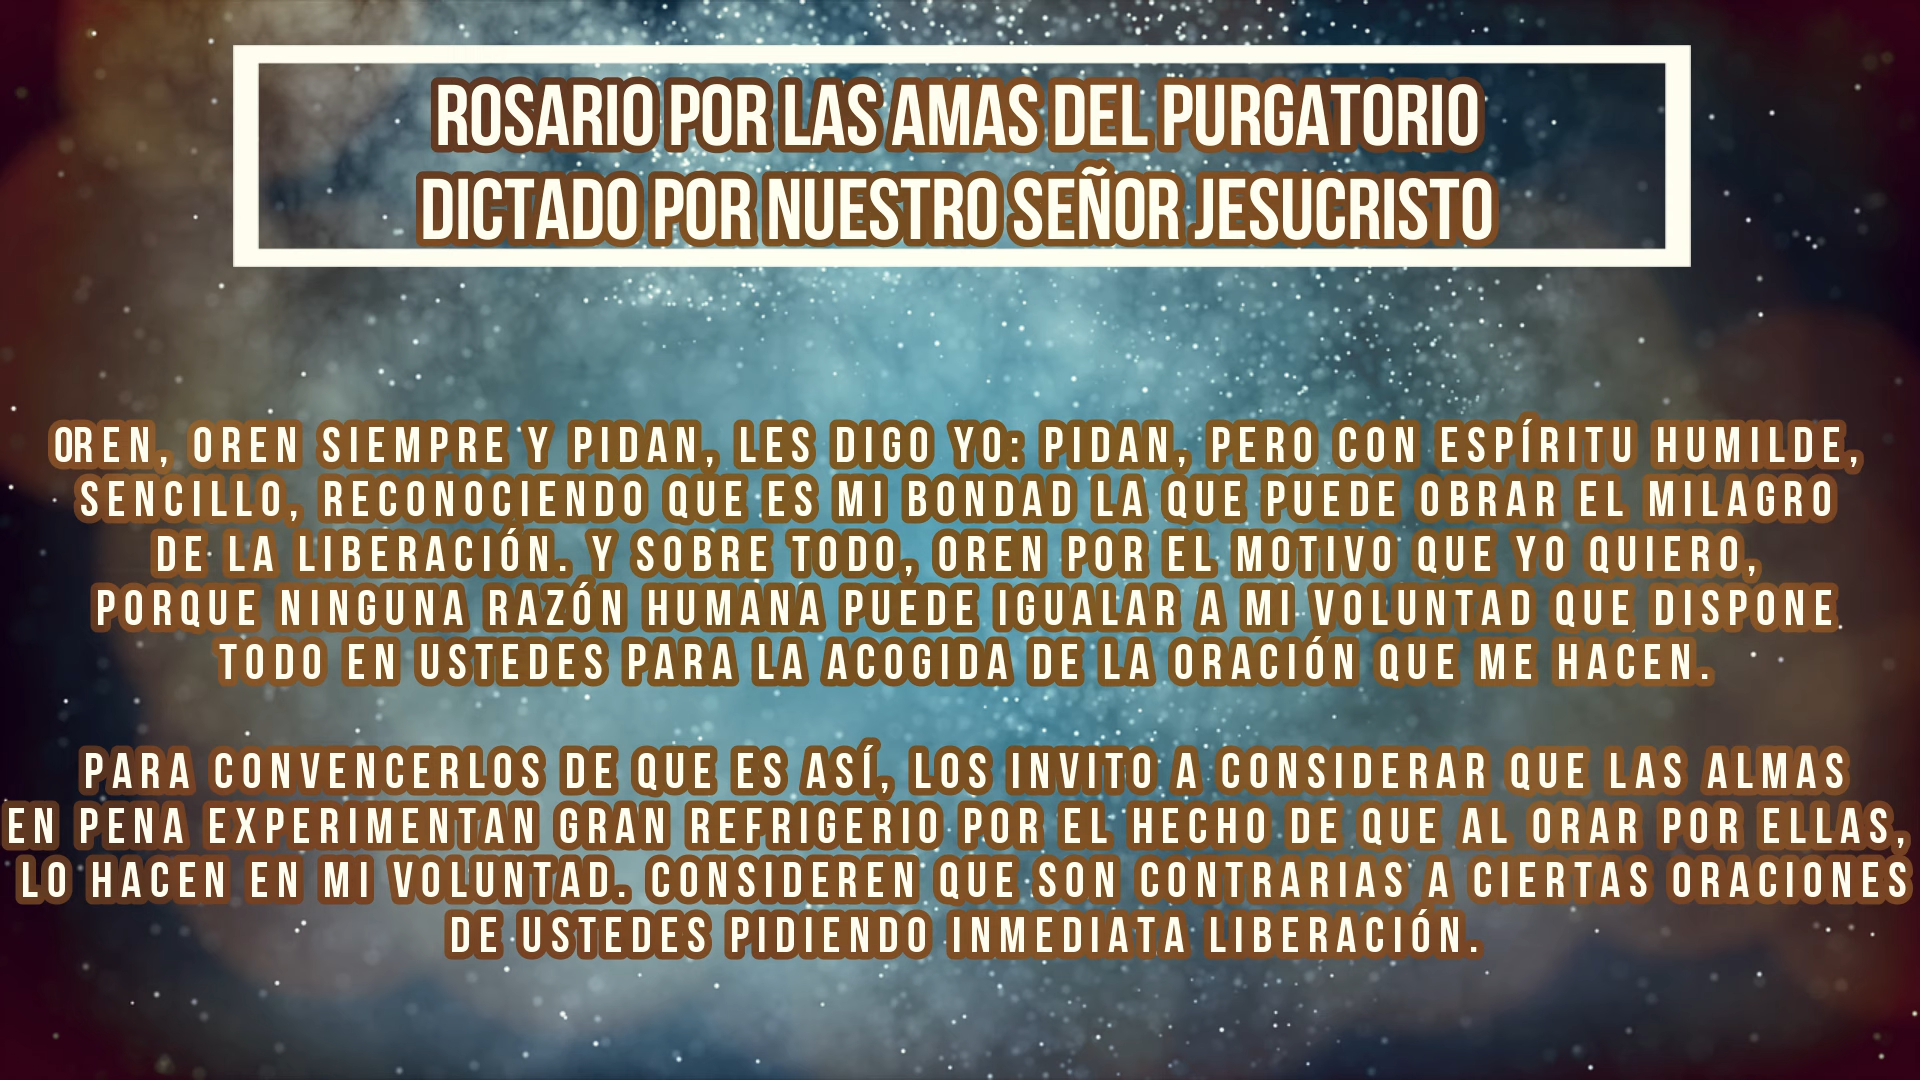 ROSARIO POR LAS AMAS DEL PURGATORIO
DICTADO POR NUESTRO SEÑOR JESUCRISTO
OREN, OREN SIEMPRE Y PIDAN, LES DIGO YO: PIDAN, PERO CON ESPÍRITU HUMILDE,
SENCILLO, RECONOCIENDO QUE ES MI BONDAD LA QUE PUEDE OBRAR EL MILAGRO
DE LA LIBERACIÓN. Y SOBRE TODO, OREN POR EL MOTIVO QUE YO QUIERO,
PORQUE NINGUNA RAZÓN HUMANA PUEDE IGUALAR A MI VOLUNTAD QUE DISPONE
TODO EN USTEDES PARA LA ACOGIDA DE LA ORACIÓN QUE ME HACEN.
PARA CONVENCERLOS DE QUE ES ASÍ, LOS INVITO A CONSIDERAR QUE LAS ALMAS
EN PENA EXPERIMENTAN GRAN REFRIGERIO POR EL HECHO DE QUE AL ORAR POR ELLAS,
LO HACEN EN MI VOLUNTAD. CONSIDEREN QUE SON CONTRARIAS A CIERTAS ORACIONES
DE USTEDES PIDIENDO INMEDIATA LIBERACIÓN.